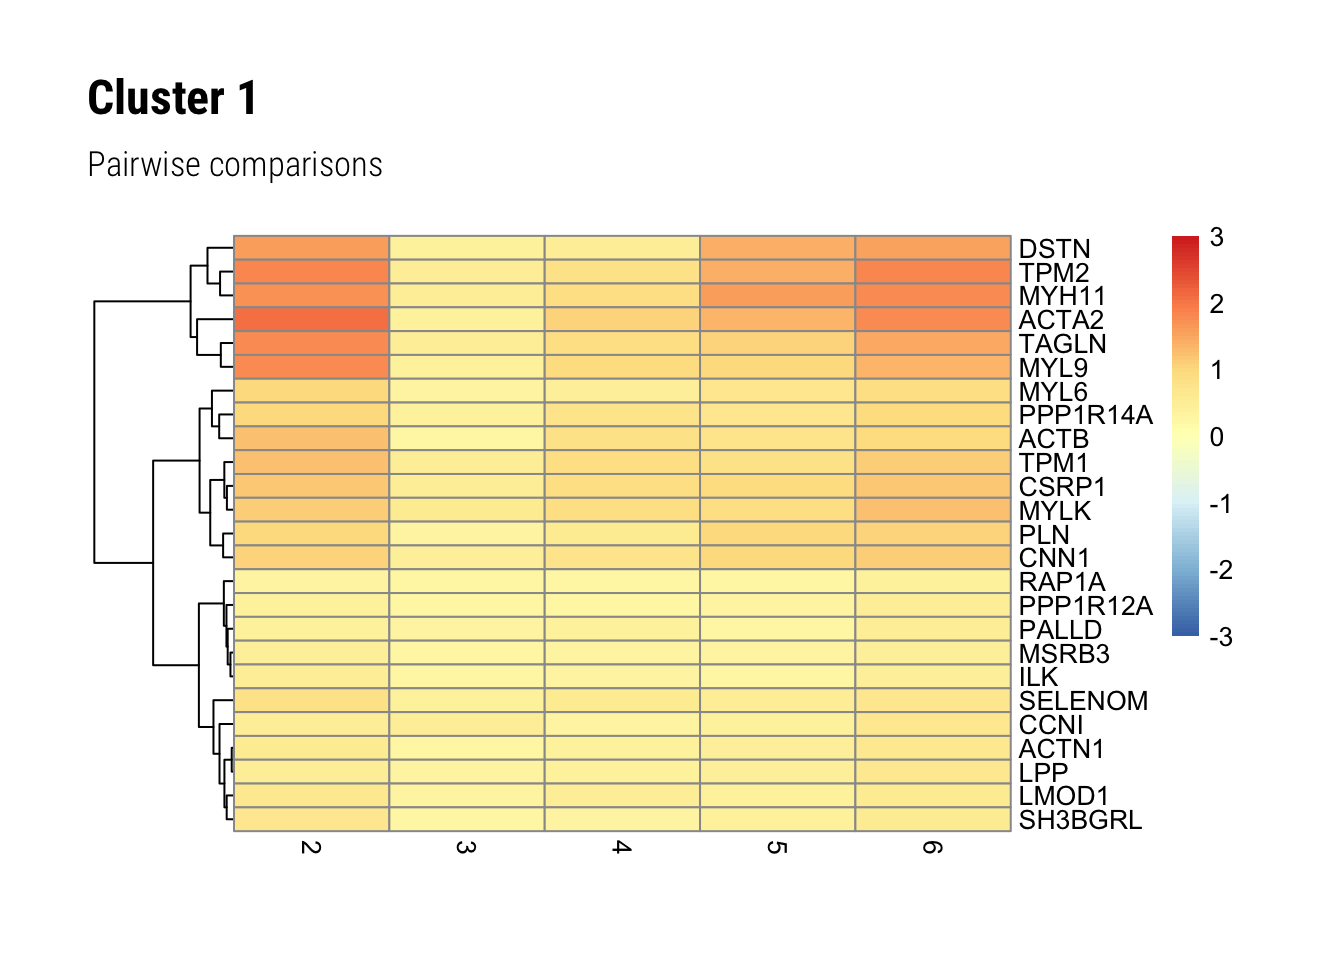 Cluster 1
Pairwise comparisons
DSTN
TPM2
MYH11
ACTA2
TAGLN
MYL9
MYL6
PPP1R14A
ACTB
TPM1
CSRP1
MYLK
PLN
CNN1
RAP1A
PPP1R12A
PALLD
MSRB3
ILK
SELENOM
CCNI
ACTN1
LPP
LMOD1
SH3BGRL
3
2
1
0
-1
-2
-3
2 3 4 5 6